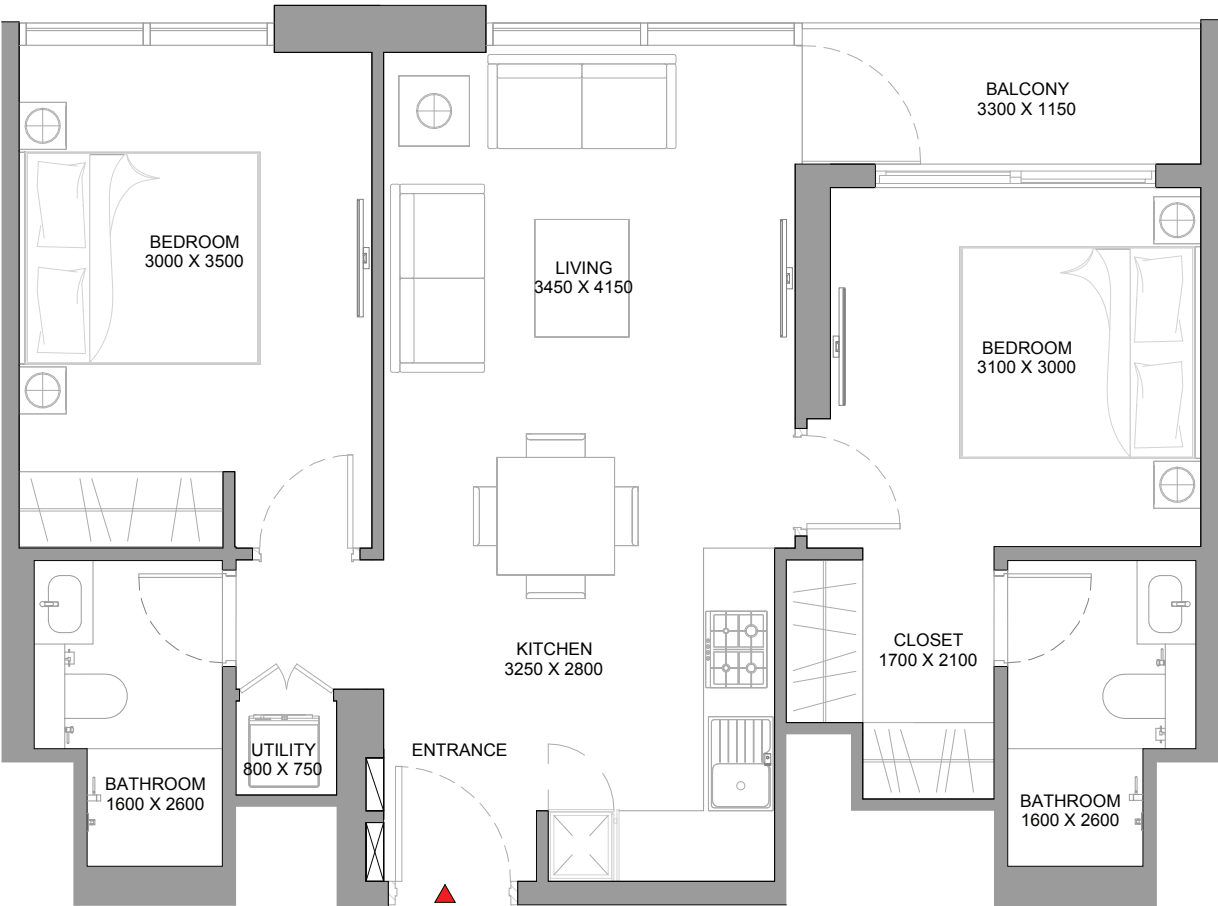 BALCONY
3300 X 1150
BEDROOM
3000 X 3500
LIVING
3450 X 4150
BEDROOM
3100 X 3000
KITCHEN
3250 X 2800
CLOSET
1700 X 2100
ENTRANCE
UTILITY
800 X 750
BATHROOM
1600 X 2600
BATHROOM
1600 X 2600